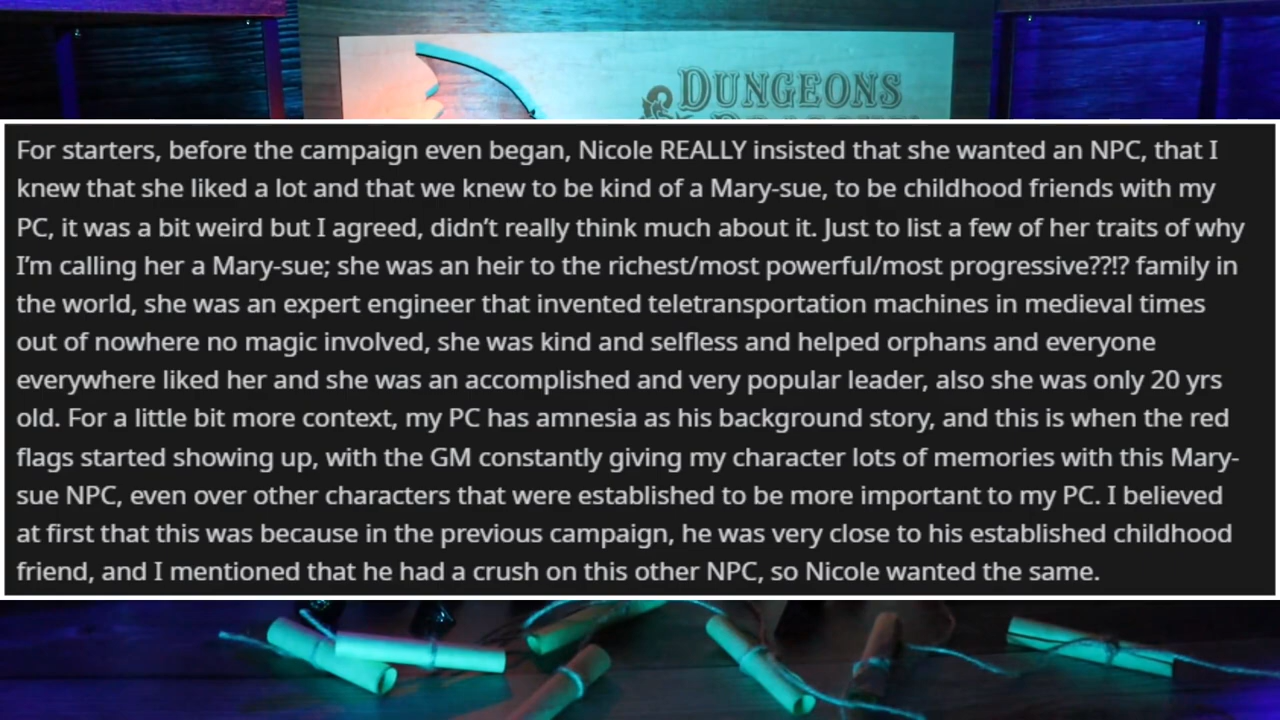 DUNGEONS
For starters, before the campaign even began, Nicole REALLY insisted that she wanted an NPC, that I
knew that she liked a lot and that we knew to be kind of a Mary-sue, to be childhood friends with my
PC, it was a bit weird but I agreed, didn’t really think much about it. Just to list a few of her traits of why
I’m calling her a Mary-sue; she was an heir to the richest/most powerful/most progressive??!? family in
the world, she was an expert engineer that invented teletransportation machines in medieval times
out of nowhere no magic involved, she was kind and selfless and helped orphans and everyone
everywhere liked her and she was an accomplished and very popular leader, also she was only 20 yrs
old. For a little bit more context, my PC has amnesia as his background story, and this is when the red
flags started showing up, with the GM constantly giving my character lots of memories with this Mary-
sue NPC, even over other characters that were established to be more important to my PC. I believed
at first that this was because in the previous campaign, he was very close to his established childhood
friend, and I mentioned that he had a crush on this other NPC, so Nicole wanted the same.